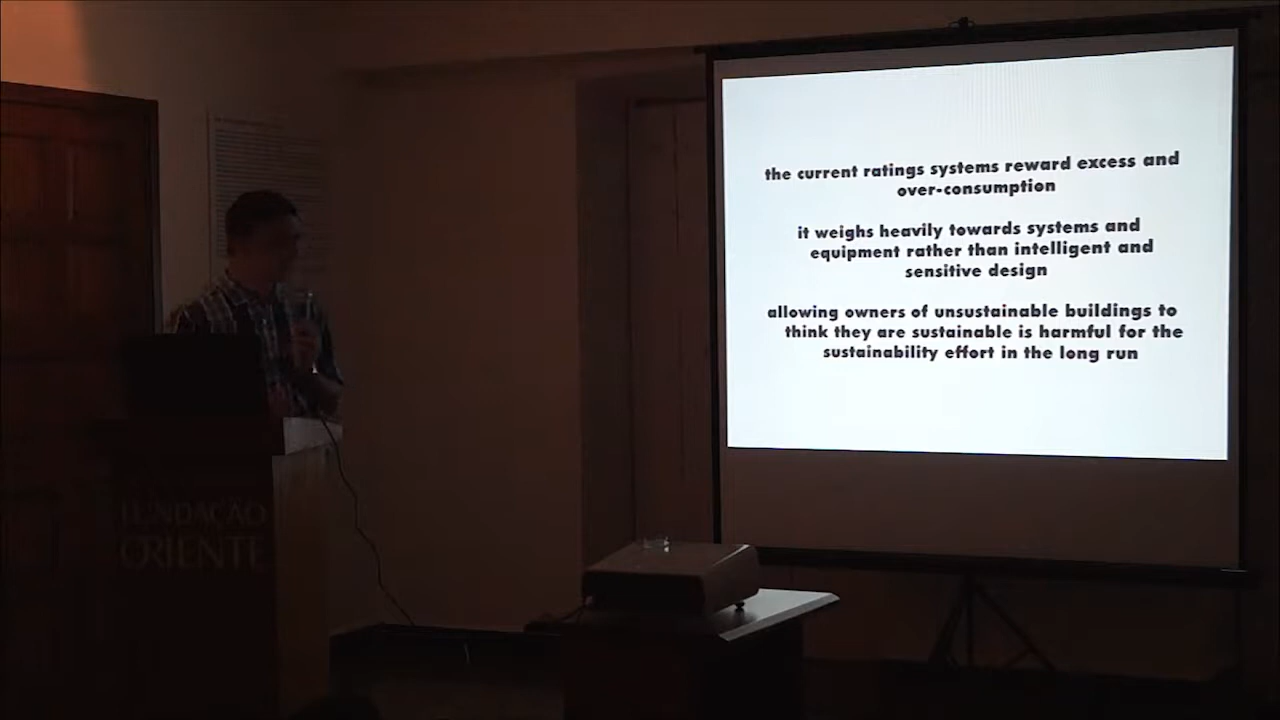 the current ratings systems reward excess and
over-consumption
it weighs heavily towards systems and
equipment rather than intelligent and
sensitive design
allowing owners of unsustainable buildings to
think they are sustainable is harmful for the
sustainability effort in the long run
FUNDAÇÃO
ORIENTE